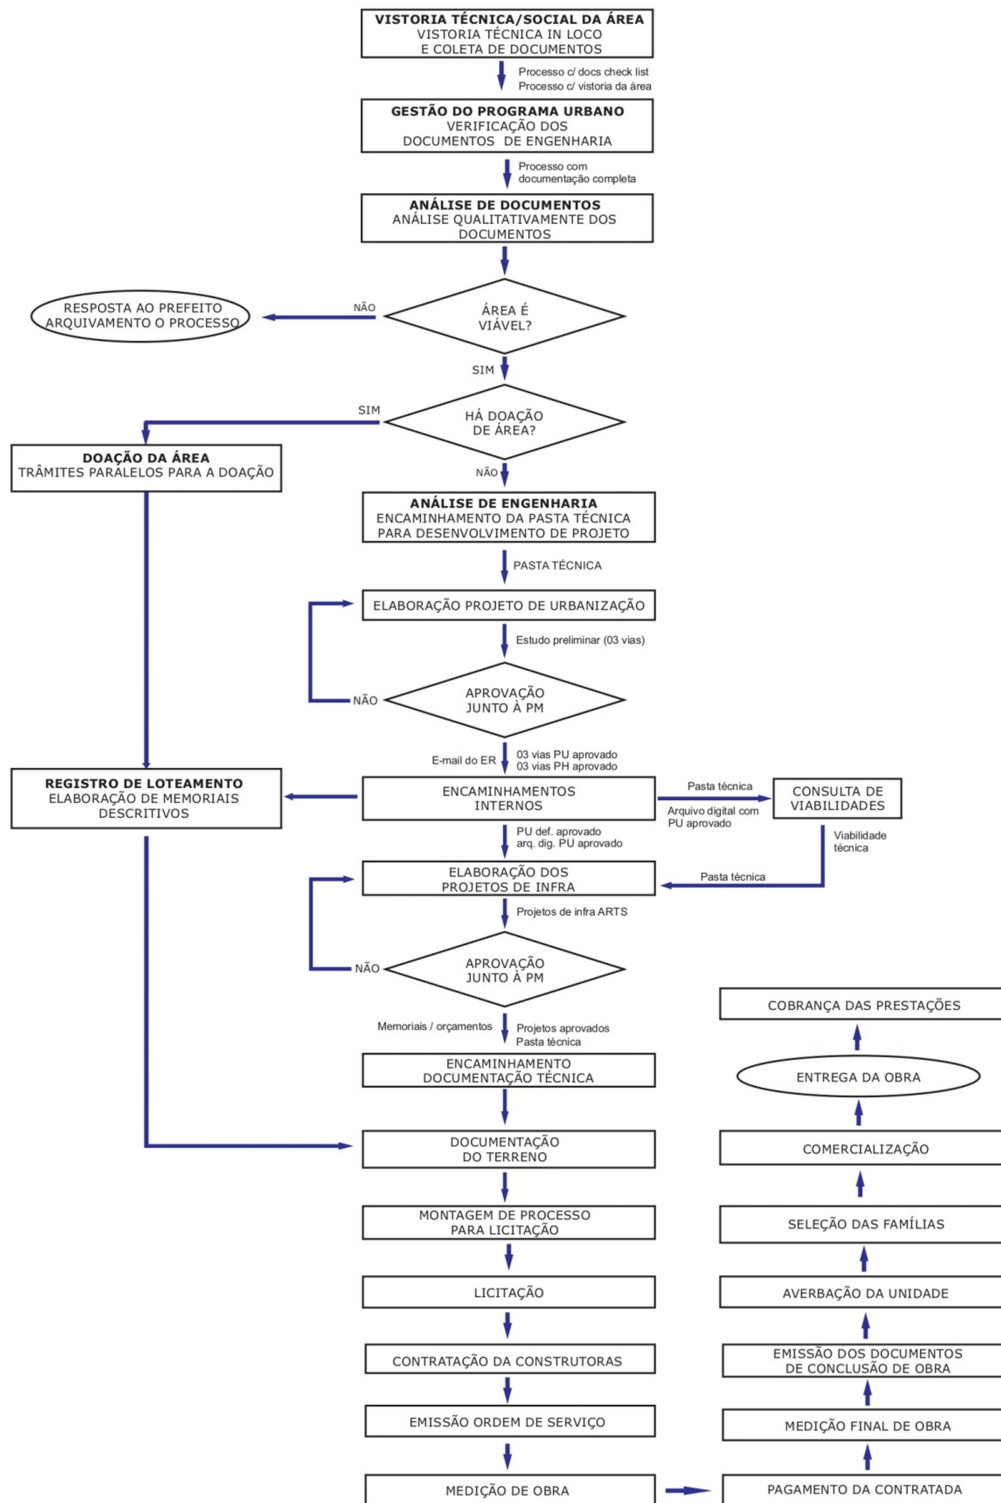 VISTORIA TÉCNICA/SOCIAL DA ÁREA
VISTORIA TÉCNICA IN LOCO
E COLETA DE DOCUMENTOS
Processo c/ docs check list
Processo c/ vistoria da área
GESTÃO DO PROGRAMA URBANO
VERIFICAÇÃO DOS
DOCUMENTOS DE ENGENHARIA
Processo com
documentação completa
ANÁLISE DE DOCUMENTOS
ANÁLISE QUALITATIVAMENTE DOS
DOCUMENTOS
ÁREA É
VIÁVEL?
NÃO
RESPOSTA AO PREFEITO
ARQUIVAMENTO O PROCESSO
SIM
HÁ DOAÇÃO
DE ÁREA?
SIM
DOAÇÃO DA ÁREA
TRÂMITES PARALELOS PARA A DOAÇÃO
NÃO
ANÁLISE DE ENGENHARIA
ENCAMINHAMENTO DA PASTA TÉCNICA
PARA DESENVOLVIMENTO DE PROJETO
PASTA TÉCNICA
ELABORAÇÃO PROJETO DE URBANIZAÇÃO
Estudo preliminar (03 vias)
APROVAÇÃO
JUNTO À PM
NÃO
E-mail do ER
03 vias PU aprovado
03 vias PH aprovado
REGISTRO DE LOTEAMENTO
ELABORAÇÃO DE MEMORIAIS
DESCRITIVOS
ENCAMINHAMENTOS
INTERNOS
Pasta técnica
Arquivo digital com
PU aprovado
CONSULTA DE
VIABILIDADES
Viabilidade
técnica
PU def. aprovado
arq. dig. PU aprovado
Pasta técnica
ELABORAÇÃO DOS
PROJETOS DE INFRA
Projetos de infra ARTS
APROVAÇÃO
JUNTO À PM
NÃO
Memoriais / orçamentos
Projetos aprovados
Pasta técnica
ENCAMINHAMENTO
DOCUMENTAÇÃO TÉCNICA
DOCUMENTAÇÃO
DO TERRENO
MONTAGEM DE PROCESSO
PARA LICITAÇÃO
LICITAÇÃO
CONTRATAÇÃO DA CONSTRUTORAS
EMISSÃO ORDEM DE SERVIÇO
MEDIÇÃO DE OBRA
PAGAMENTO DA CONTRATADA
MEDIÇÃO FINAL DE OBRA
EMISSÃO DOS DOCUMENTOS
DE CONCLUSÃO DE OBRA
AVERBAÇÃO DA UNIDADE
SELEÇÃO DAS FAMÍLIAS
COMERCIALIZAÇÃO
ENTREGA DA OBRA
COBRANÇA DAS PRESTAÇÕES